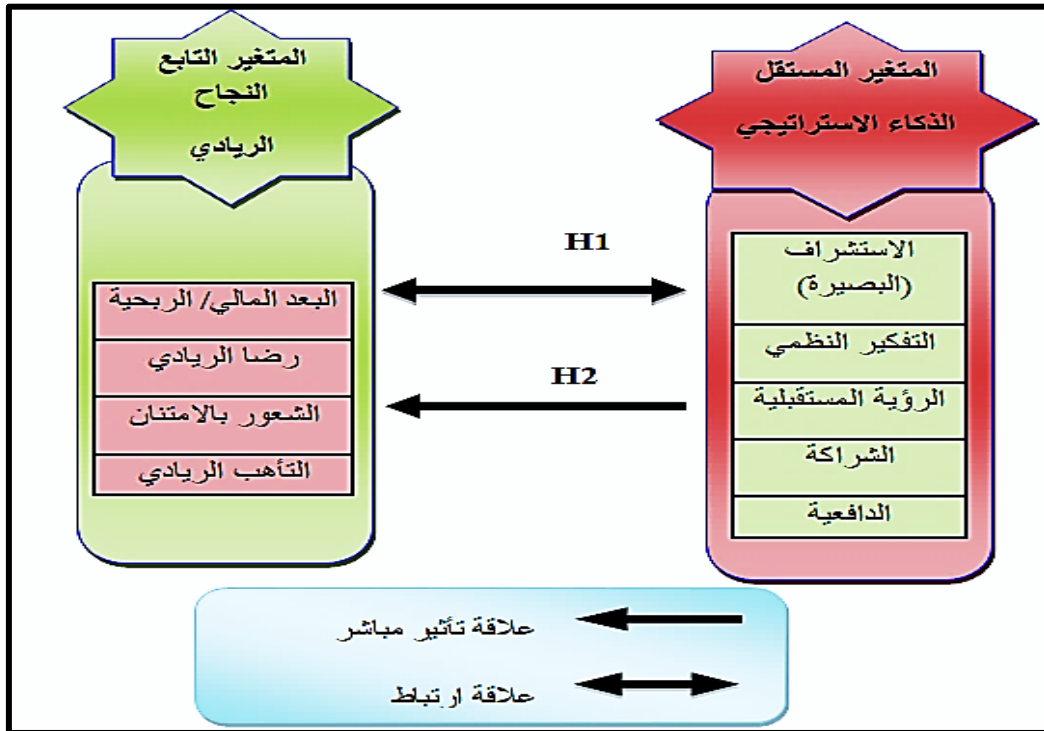 المتغير المستقل
الذكاء الاستراتيجي
الاستشراف
(البصيرة)
التفكير النظمي
الرؤية المستقبلية
الشراكة
الدافعية
H1
H2
المتغير التابع
النجاح
الريادي
البعد المالي/ الربحية
رضا الريادي
الشعور بالامتنان
التأهب الريادي
علاقة تأثير مباشر
علاقة ارتباط